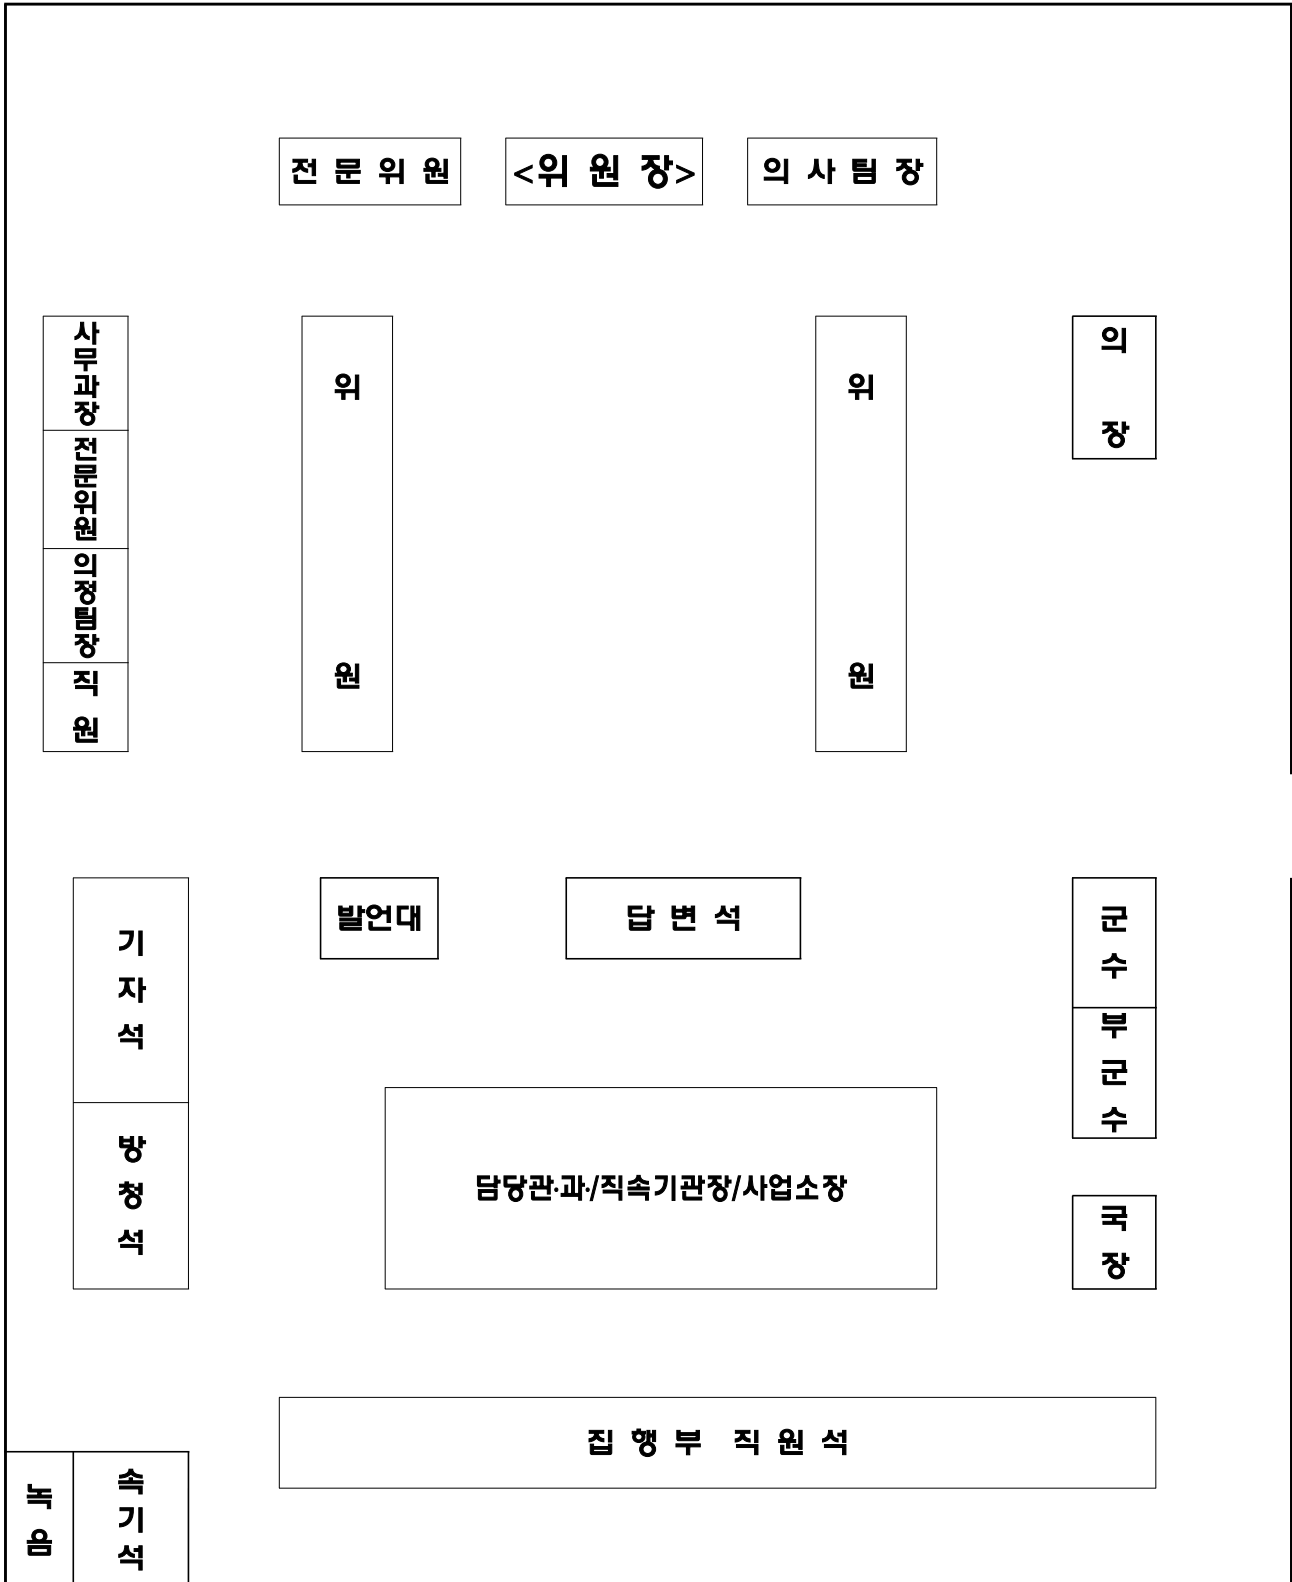 전 문 위 원
<위 원 장>
의 사 팀 장
사무과장
전문위원
의정팀장
직원
위 원
위 원
의 장
기자석
방청석
발언대
답 변 석
군수
부군수
국장
담당관·과·/직속기관장/사업소장
집 행 부 직 원 석
녹음
속기석